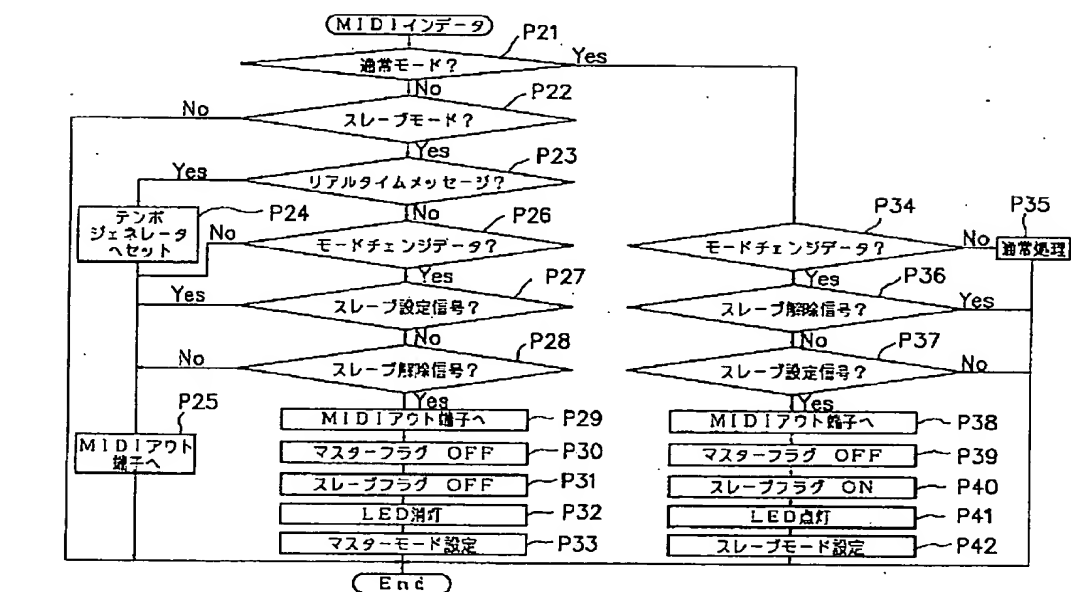 MIDIインデータ
P21
通常モード?
Yes
No
P22
No
スレーブモード?
Yes
P23
Yes
リアルタイムメッセージ?
No
P24
テンポ
ジェネレータ
へセット
P26
No
モードチェンジデータ?
Yes
P27
Yes
スレーブ設定信号?
No
P28
No
スレーブ解除信号?
Yes
P25
MIDIアウト
端子へ
MIDIアウト端子へ
P29
マスターフラグ OFF
P30
スレーブフラグ OFF
P31
LED消灯
P32
マスターモード設定
P33
P34
モードチェンジデータ?
No
P35
通常処理
Yes
P36
スレーブ解除信号?
Yes
No
P37
スレーブ設定信号?
No
Yes
MIDIアウト端子へ
P38
マスターフラグ OFF
P39
スレーブフラグ ON
P40
LED点灯
P41
スレーブモード設定
P42
End